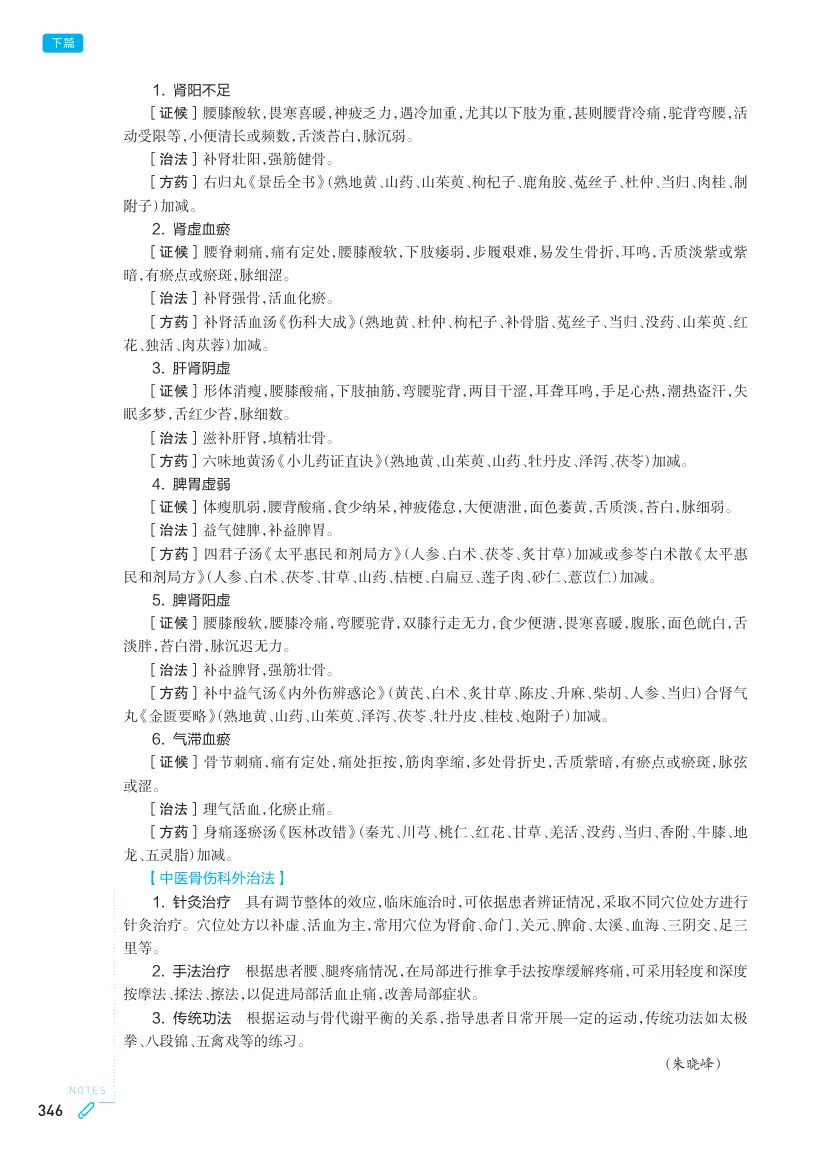 下篇
1. 肾阳不足
［证候］腰膝酸软,畏寒喜暖,神疲乏力,遇冷加重,尤其以下肢为重,甚则腰背冷痛,驼背弯腰,活
动受限等,小便清长或频数,舌淡苔白,脉沉弱。
［治法］补肾壮阳,强筋健骨。
［方药］右归丸《景岳全书》(熟地黄、山药、山茱萸、枸杞子、鹿角胶、菟丝子、杜仲、当归、肉桂、制
附子)加减。
2. 肾虚血瘀
［证候］腰脊刺痛,痛有定处,腰膝酸软,下肢痿弱,步履艰难,易发生骨折,耳鸣,舌质淡紫或紫
暗,有瘀点或瘀斑,脉细涩。
［治法］补肾强骨,活血化瘀。
［方药］补肾活血汤《伤科大成》(熟地黄、杜仲、枸杞子、补骨脂、菟丝子、当归、没药、山茱萸、红
花、独活、肉苁蓉)加减。
3. 肝肾阴虚
［证候］形体消瘦,腰膝酸痛,下肢抽筋,弯腰驼背,两目干涩,耳聋耳鸣,手足心热,潮热盗汗,失
眠多梦,舌红少苔,脉细数。
［治法］滋补肝肾,填精壮骨。
［方药］六味地黄汤《小儿药证直诀》(熟地黄、山茱萸、山药、牡丹皮、泽泻、茯苓)加减。
4. 脾胃虚弱
［证候］体瘦肌弱,腰背酸痛,食少纳呆,神疲倦怠,大便溏泄,面色萎黄,舌质淡,苔白,脉细弱。
［治法］益气健脾,补益脾胃。
［方药］四君子汤《太平惠民和剂局方》(人参、白术、茯苓、炙甘草)加减或参苓白术散《太平惠
民和剂局方》(人参、白术、茯苓、甘草、山药、桔梗、白扁豆、莲子肉、砂仁、薏苡仁)加减。
5. 脾肾阳虚
［证候］腰膝酸软,腰膝冷痛,弯腰驼背,双膝行走无力,食少便溏,畏寒喜暖,腹胀,面色㿠白,舌
淡胖,苔白滑,脉沉迟无力。
［治法］补益脾肾,强筋壮骨。
［方药］补中益气汤《内外伤辨惑论》(黄芪、白术、炙甘草、陈皮、升麻、柴胡、人参、当归)合肾气
丸《金匮要略》(熟地黄、山药、山茱萸、泽泻、茯苓、牡丹皮、桂枝、炮附子)加减。
6. 气滞血瘀
［证候］骨节刺痛,痛有定处,痛处拒按,筋肉挛缩,多处骨折史,舌质紫暗,有瘀点或瘀斑,脉弦
或涩。
［治法］理气活血,化瘀止痛。
［方药］身痛逐瘀汤《医林改错》(秦艽、川芎、桃仁、红花、甘草、羌活、没药、当归、香附、牛膝、地
龙、五灵脂)加减。
【中医骨伤科外治法】
1. 针灸治疗 具有调节整体的效应,临床施治时,可依据患者辨证情况,采取不同穴位处方进行
针灸治疗。穴位处方以补虚、活血为主,常用穴位为肾俞、命门、关元、脾俞、太溪、血海、三阴交、足三
里等。
2. 手法治疗 根据患者腰、腿疼痛情况,在局部进行推拿手法按摩缓解疼痛,可采用轻度和深度
按摩法、揉法、擦法,以促进局部活血止痛,改善局部症状。
3. 传统功法 根据运动与骨代谢平衡的关系,指导患者日常开展一定的运动,传统功法如太极
拳、八段锦、五禽戏等的练习。
(朱晓峰)
NOTES
346